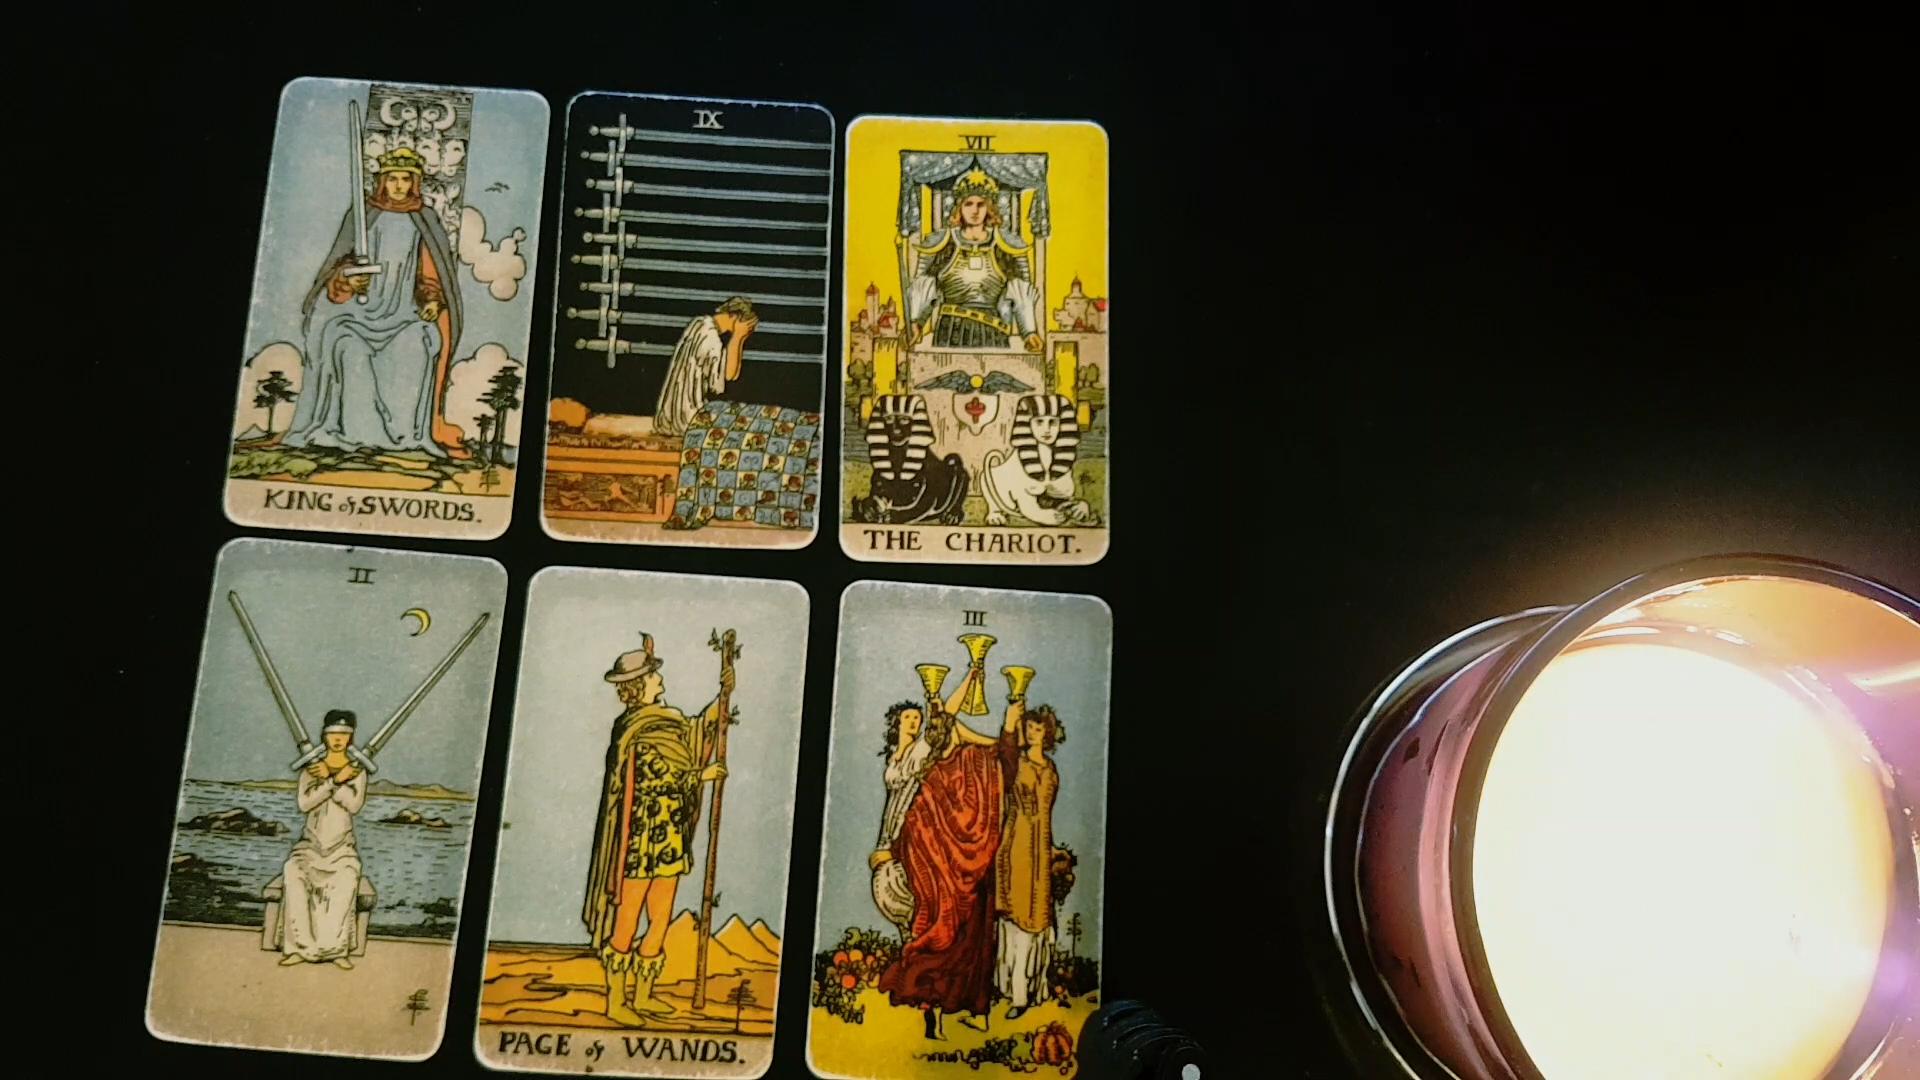 IX
VII
KING of SWORDS.
THE CHARIOT.
II
III
PAGE of WANDS.